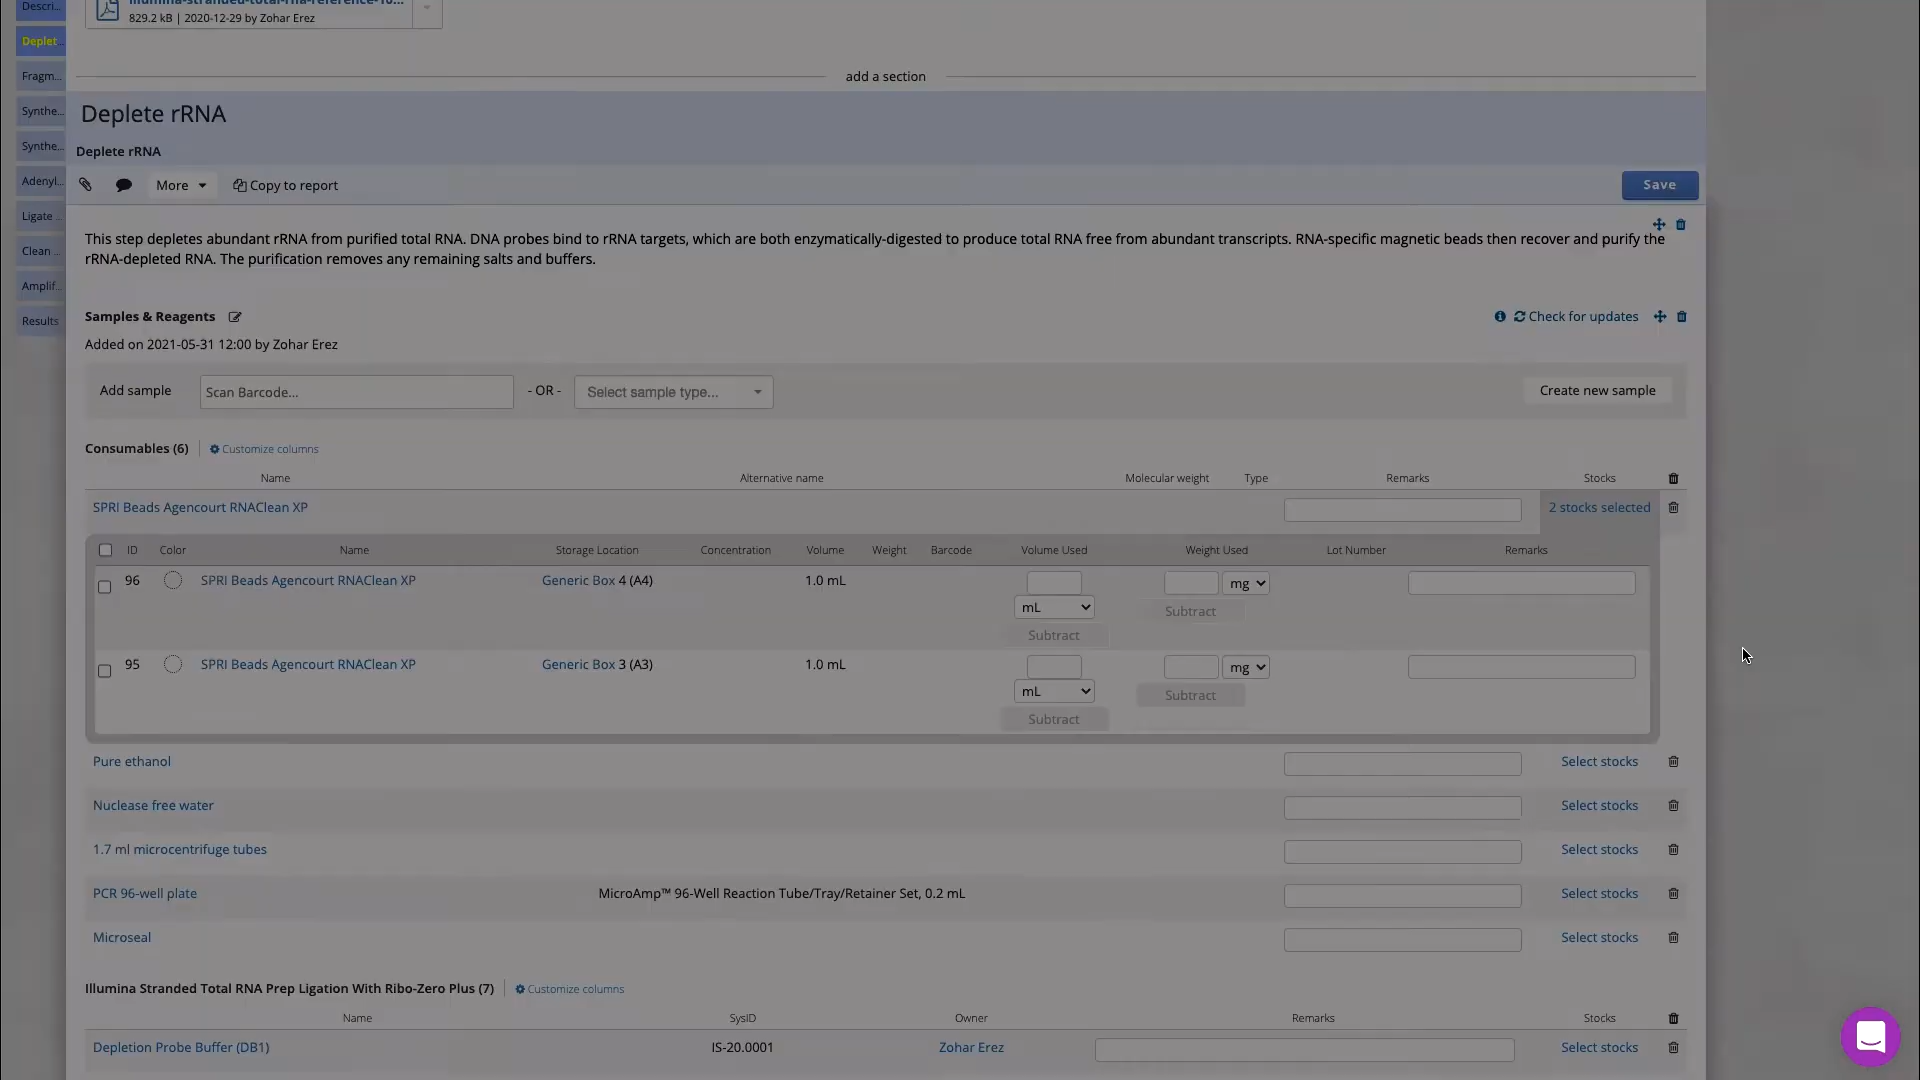 Descri...
illumina-stranded-total-rna-reference-10...
829.2 kB | 2020-12-29 by Zohar Erez
Deplet...
Fragm...
Synthe...
Synthe...
Adenyl...
Ligate ...
Clean ...
Amplif...
Results
add a section
Deplete rRNA
Deplete rRNA
More
Copy to report
Save
This step depletes abundant rRNA from purified total RNA. DNA probes bind to rRNA targets, which are both enzymatically-digested to produce total RNA free from abundant transcripts. RNA-specific magnetic beads then recover and purify the
rRNA-depleted RNA. The purification removes any remaining salts and buffers.
Samples & Reagents
Check for updates
Added on 2021-05-31 12:00 by Zohar Erez
Add sample Scan Barcode... - OR - Select sample type... Create new sample
Consumables (6) Customize columns
Name Alternative name Molecular weight Type Remarks Stocks
SPRI Beads Agencourt RNAClean XP 2 stocks selected
ID Color Name Storage Location Concentration Volume Weight Barcode Volume Used Weight Used Lot Number Remarks
96 SPRI Beads Agencourt RNAClean XP Generic Box 4 (A4) 1.0 mL mg
mL Subtract
Subtract
95 SPRI Beads Agencourt RNAClean XP Generic Box 3 (A3) 1.0 mL mg
mL Subtract
Subtract
Pure ethanol Select stocks
Nuclease free water Select stocks
1.7 ml microcentrifuge tubes Select stocks
PCR 96-well plate MicroAmp™ 96-Well Reaction Tube/Tray/Retainer Set, 0.2 mL Select stocks
Microseal Select stocks
Illumina Stranded Total RNA Prep Ligation With Ribo-Zero Plus (7) Customize columns
Name SysID Owner Remarks Stocks
Depletion Probe Buffer (DB1) IS-20.0001 Zohar Erez Select stocks